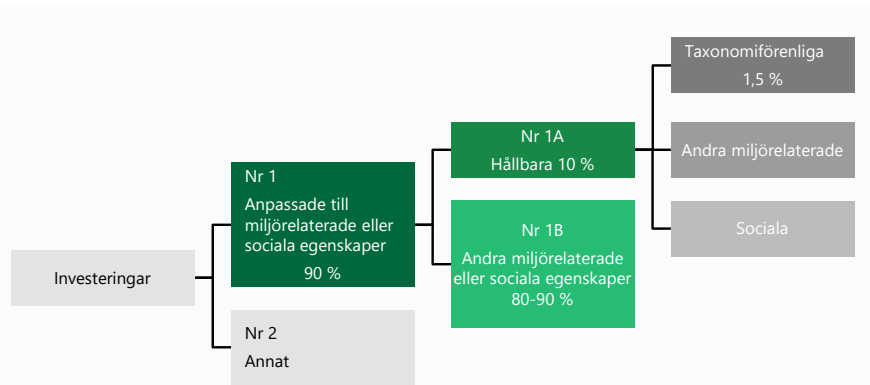 Investeringar
Nr 1
Anpassade till
miljörelaterade eller
sociala egenskaper
90 %
Nr 2
Annat
Nr 1A
Hållbara 10 %
Nr 1B
Andra miljörelaterade
eller sociala egenskaper
80-90 %
Taxonomiförenliga
1,5 %
Andra miljörelaterade
Sociala